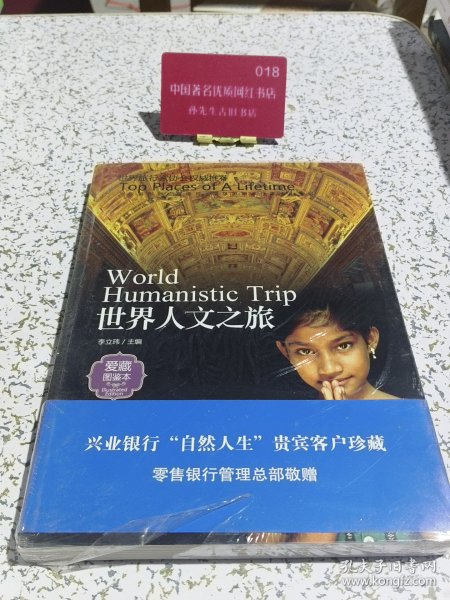 018
中国著名优质网红书店
孙先生古旧书店
Top Places of A Lifetime
World
Humanistic Trip
世界人文之旅
李立玮/主编
爱藏
图鉴本
Illustrated
Edition
兴业银行“自然人生”贵宾客户珍藏
零售银行管理总部敬赠
孔夫子旧书网
www.kongfz.com